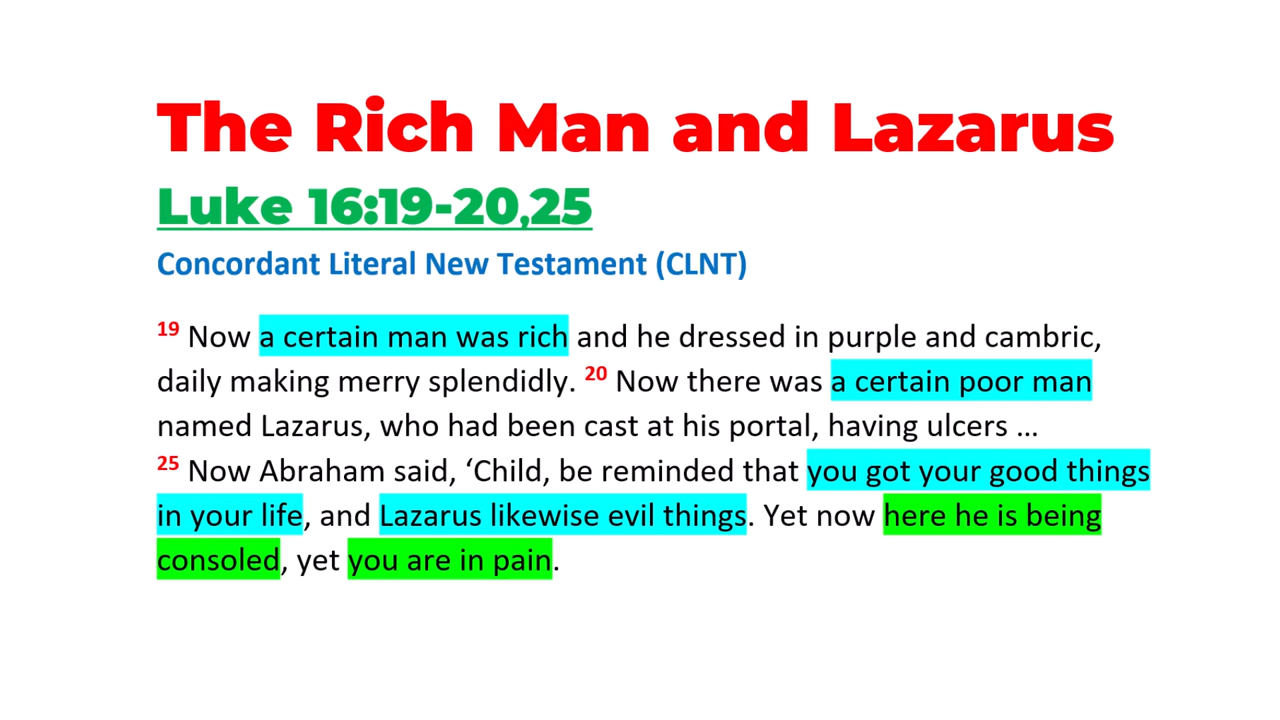 The Rich Man and Lazarus
Luke 16:19-20,25
Concordant Literal New Testament (CLNT)
19 Now a certain man was rich and he dressed in purple and cambric,
daily making merry splendidly. 20 Now there was a certain poor man
named Lazarus, who had been cast at his portal, having ulcers ...
25 Now Abraham said, ‘Child, be reminded that you got your good things
in your life, and Lazarus likewise evil things. Yet now here he is being
consoled, yet you are in pain.